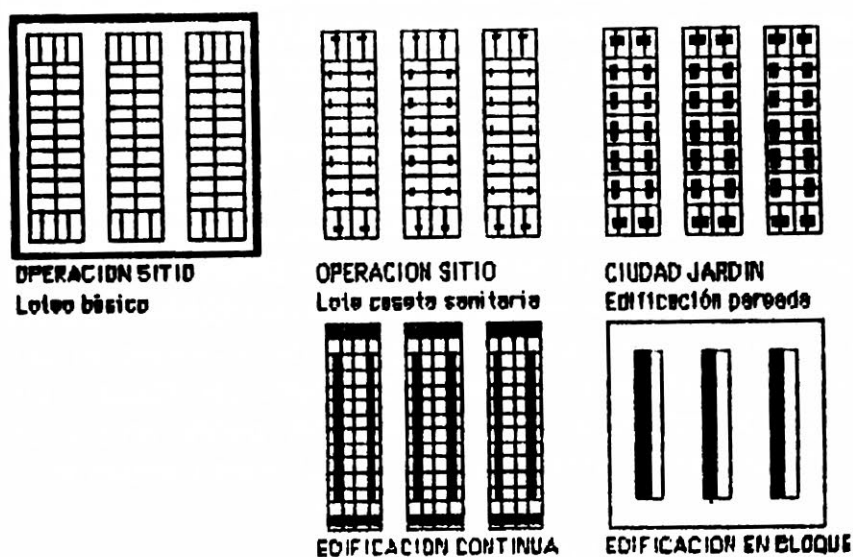 OPERACION SITIO
Loteo básico
OPERACION SITIO
Lote caseta sanitaria
CIUDAD JARDIN
Edificación pareada
EDIFICACION CONTINUA
EDIFICACION EN BLOQUE